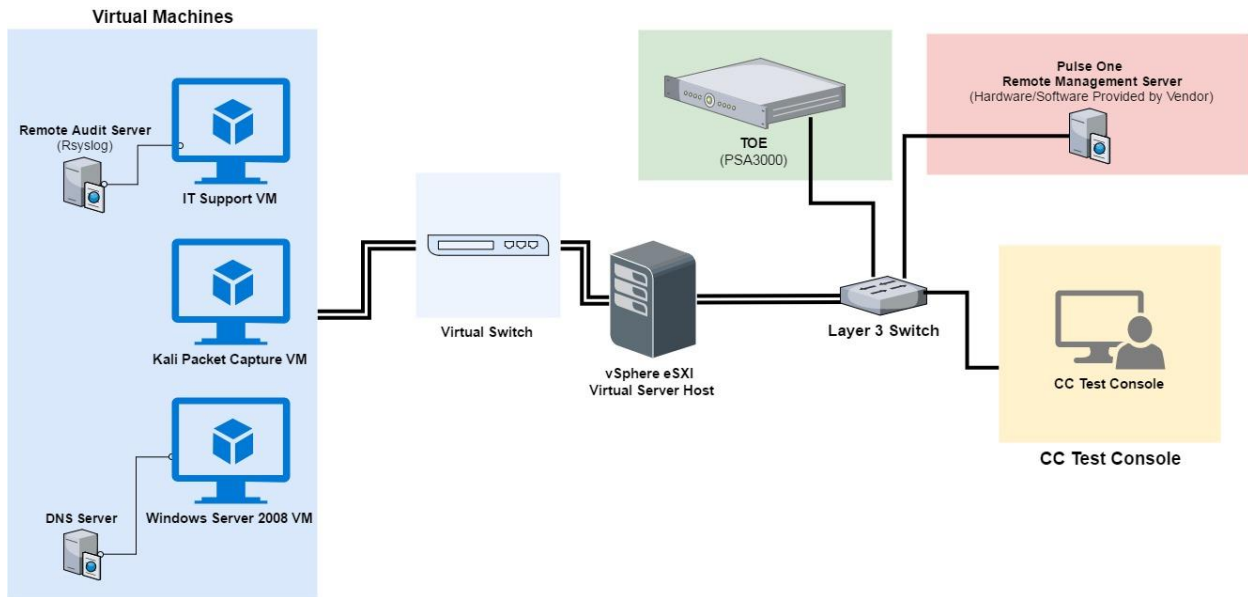 Virtual Machines
Remote Audit Server
(Rsyslog)
IT Support VM
Kali Packet Capture VM
DNS Server
Windows Server 2008 VM
Virtual Switch
vSphere eSXI
Virtual Server Host
TOE
(PSA3000)
Layer 3 Switch
Pulse One
Remote Management Server
(Hardware/Software Provided by Vendor)
CC Test Console
CC Test Console